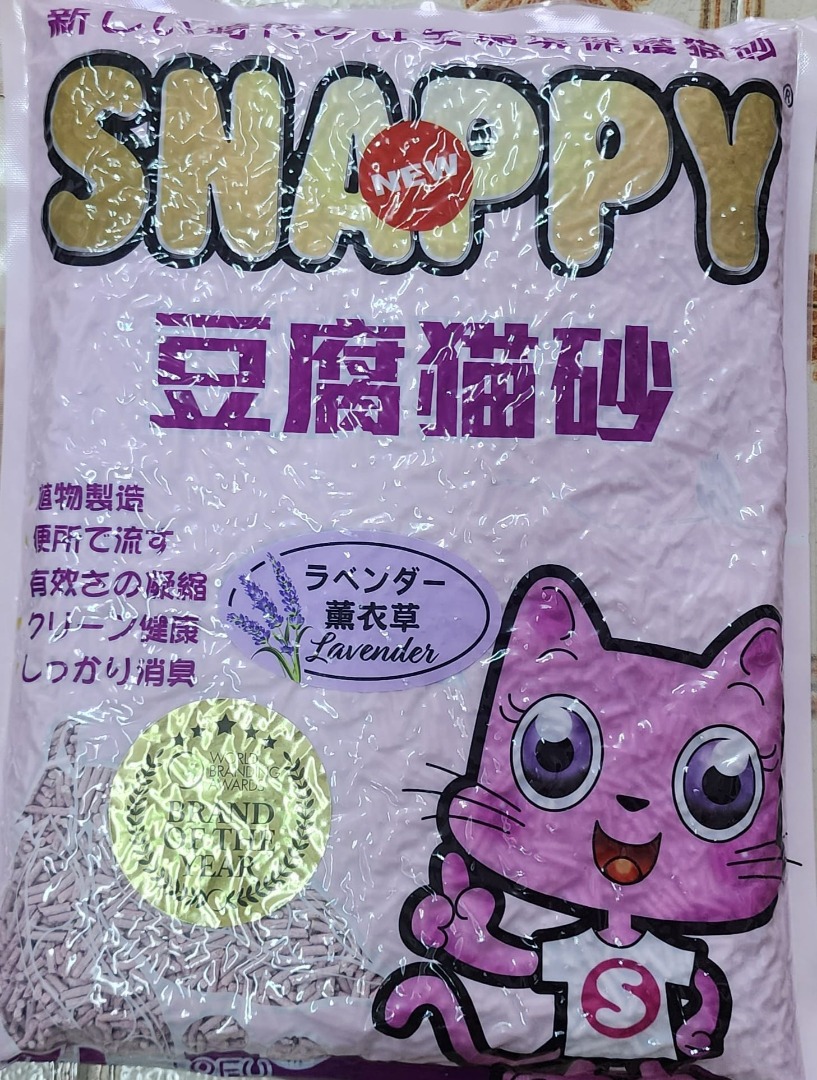 新しい時代の
環境保護猫砂
SNAPPY®
NEW
豆腐猫砂
植物製造
便所で流す
有效さの凝縮
クリーン健康
しっかり消臭
ラベンダー
薰衣草
Lavender
WORLD
BRANDING
AWARDS
BRAND
OF THE
YEAR
S